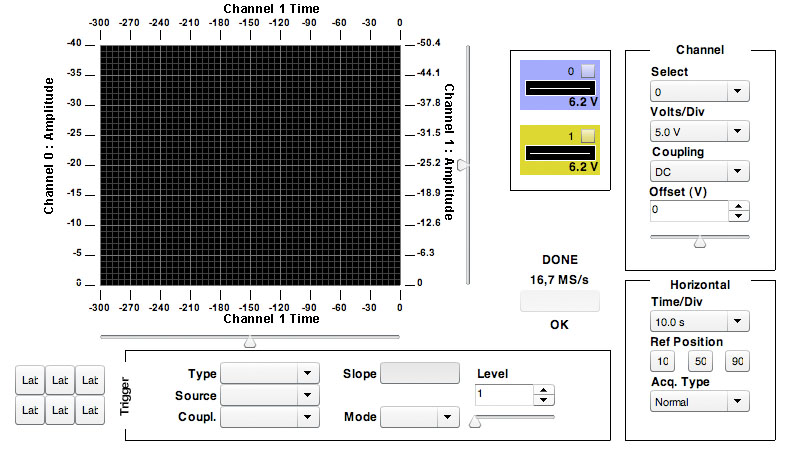 Channel 1 Time
-300 -270 -240 -210 -180 -150 -120 -90 -60 -30 0
Channel 0 : Amplitude
-40
-35
-30
-25
-20
-15
-10
-5
0
-50.4
-44.1
-37.8
-31.5
-25.2
-18.9
-12.6
-6.3
0
Channel 1 : Amplitude
-300 -270 -240 -210 -180 -150 -120 -90 -60 -30 0
Channel 1 Time
0
6.2 V
1
6.2 V
DONE
16,7 MS/s
OK
Channel
Select
0
Volts/Div
5.0 V
Coupling
DC
Offset (V)
0
Horizontal
Time/Div
10.0 s
Ref Position
10 50 90
Acq. Type
Normal
Lat Lat Lat
Lat Lat Lat
Trigger
Type
Source
Coupl.
Slope
Mode
Level
1